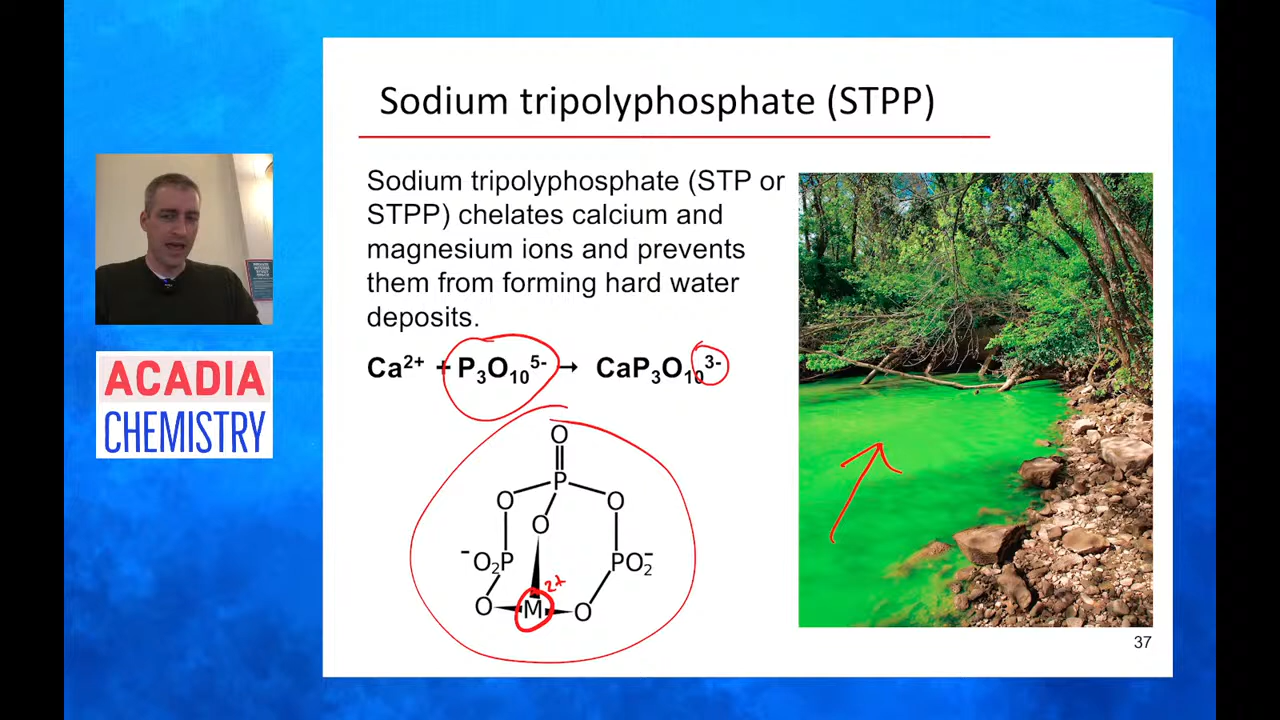 Sodium tripolyphosphate (STPP)
Sodium tripolyphosphate (STP or
STPP) chelates calcium and
magnesium ions and prevents
them from forming hard water
deposits.
Ca²⁺ + P₃O₁₀⁵⁻ → CaP₃O₁₀³⁻
ACADIA
CHEMISTRY
O
P
O O
O
⁻O₂P PO₂⁻
2+
O M O
37